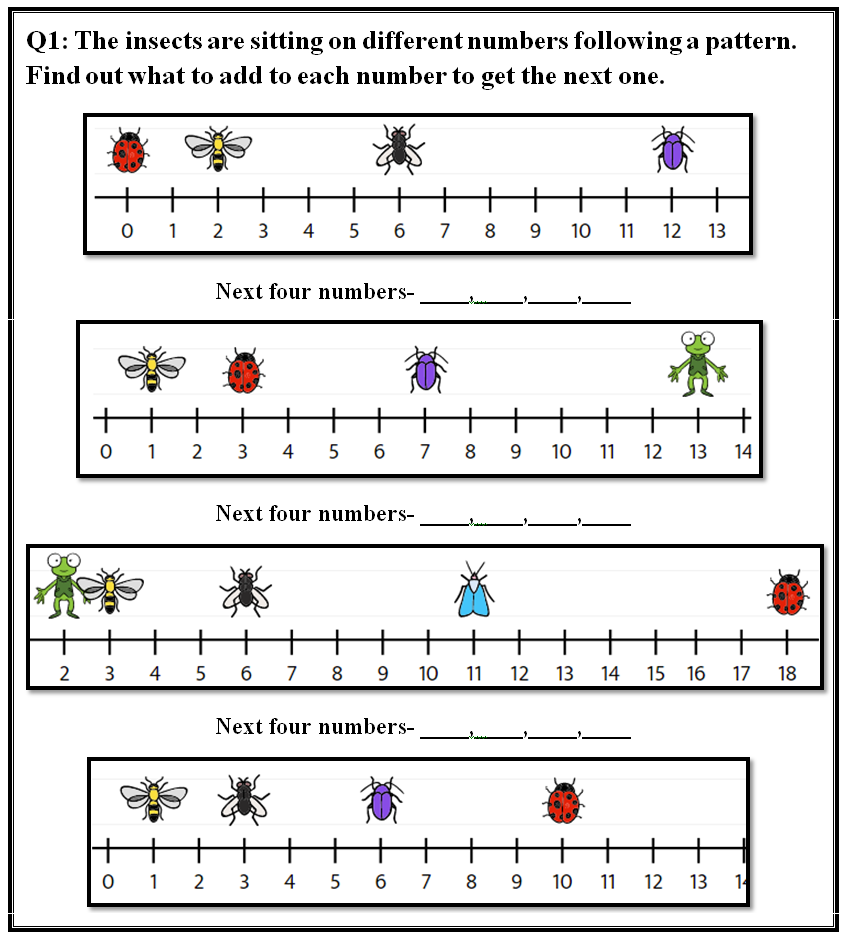 Q1: The insects are sitting on different numbers following a pattern.
Find out what to add to each number to get the next one.
0 1 2 3 4 5 6 7 8 9 10 11 12 13
Next four numbers- ____,____,____,____
0 1 2 3 4 5 6 7 8 9 10 11 12 13 14
Next four numbers- ____,____,____,____
2 3 4 5 6 7 8 9 10 11 12 13 14 15 16 17 18
Next four numbers- ____,____,____,____
0 1 2 3 4 5 6 7 8 9 10 11 12 13